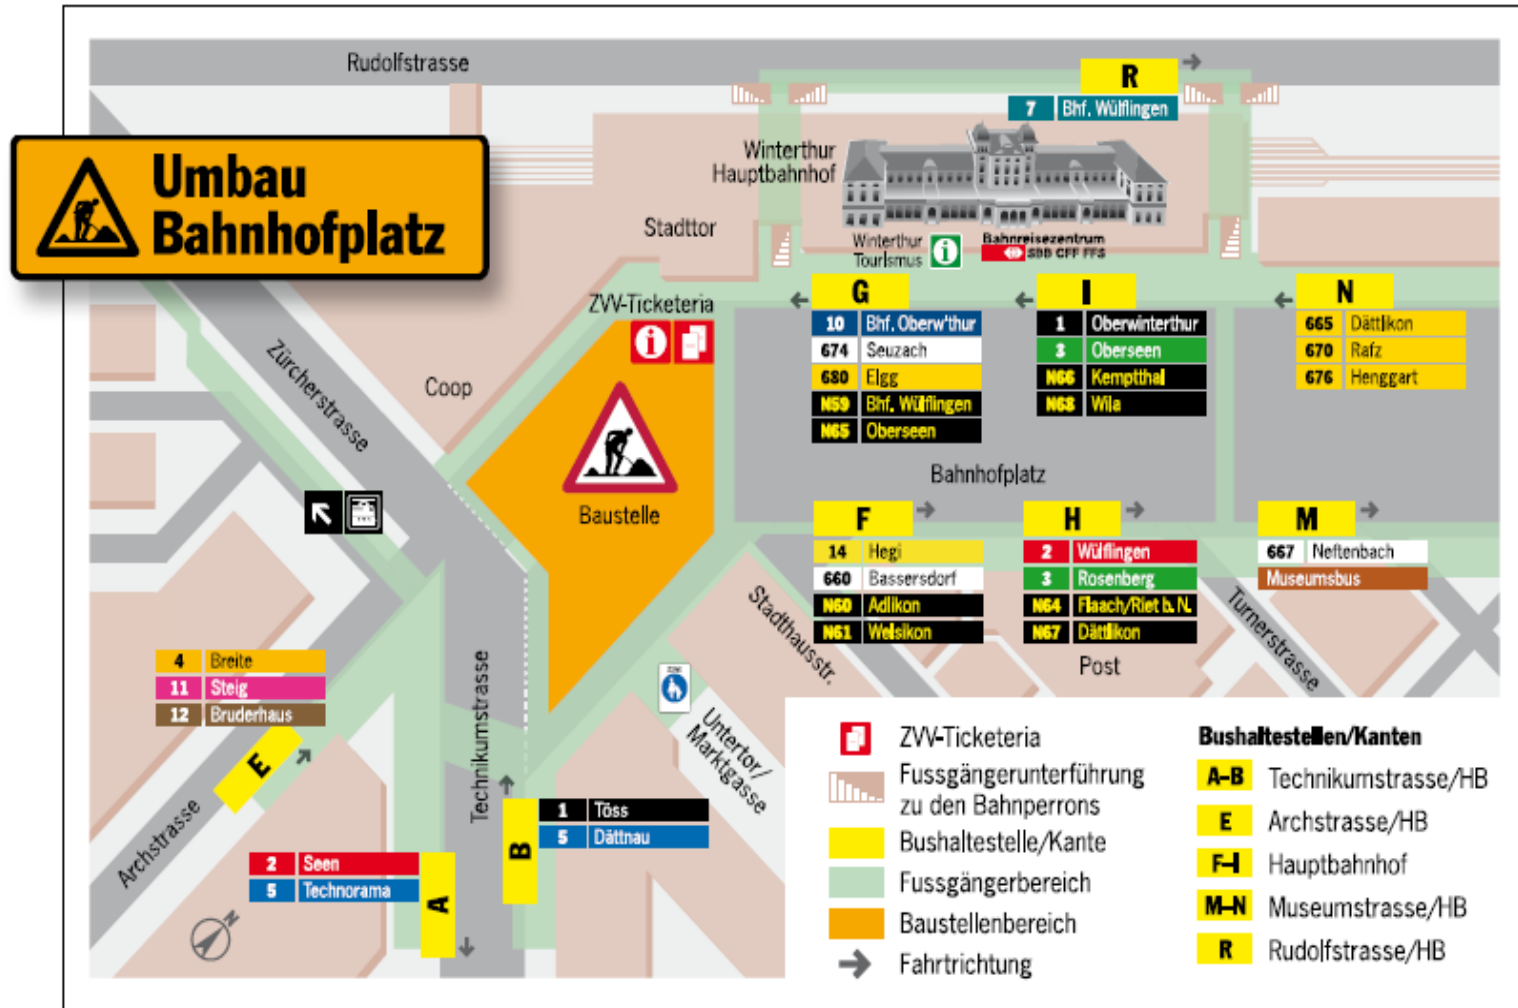 Rudolfstrasse
R
7 Bhf. Wülflingen
Umbau
Bahnhofplatz
Winterthur
Hauptbahnhof
Stadttor
Winterthur
Tourismus
i
Bahnreisezentrum
SBB CFF FFS
ZVV-Ticketeria
i
G
10 Bhf. Oberw'thur
674 Seuzach
680 Elgg
N59 Bhf. Wülflingen
N65 Oberseen
I
1 Oberwinterthur
3 Oberseen
N66 Kemptthal
N68 Wila
N
665 Dättlikon
670 Rafz
676 Henggart
Zürcherstrasse
Coop
Baustelle
Bahnhofplatz
F
14 Hegi
660 Bassersdorf
N60 Adlikon
N61 Welsikon
H
2 Wülflingen
3 Rosenberg
N64 Flaach/Riet b. N.
N67 Dättlikon
M
667 Neftenbach
Museumsbus
Stadthausstr.
Turnerstrasse
Post
4 Breite
11 Steig
12 Bruderhaus
E
Archstrasse
Technikumstrasse
Untertor/
Marktgasse
1 Töss
5 Dättnau
B
2 Seen
5 Technorama
A
N
ZVV-Ticketeria
Fussgängerunterführung
zu den Bahnperrons
Bushaltestelle/Kante
Fussgängerbereich
Baustellenbereich
Fahrtrichtung
Bushaltestellen/Kanten
A–B Technikumstrasse/HB
E Archstrasse/HB
F–I Hauptbahnhof
M–N Museumstrasse/HB
R Rudolfstrasse/HB